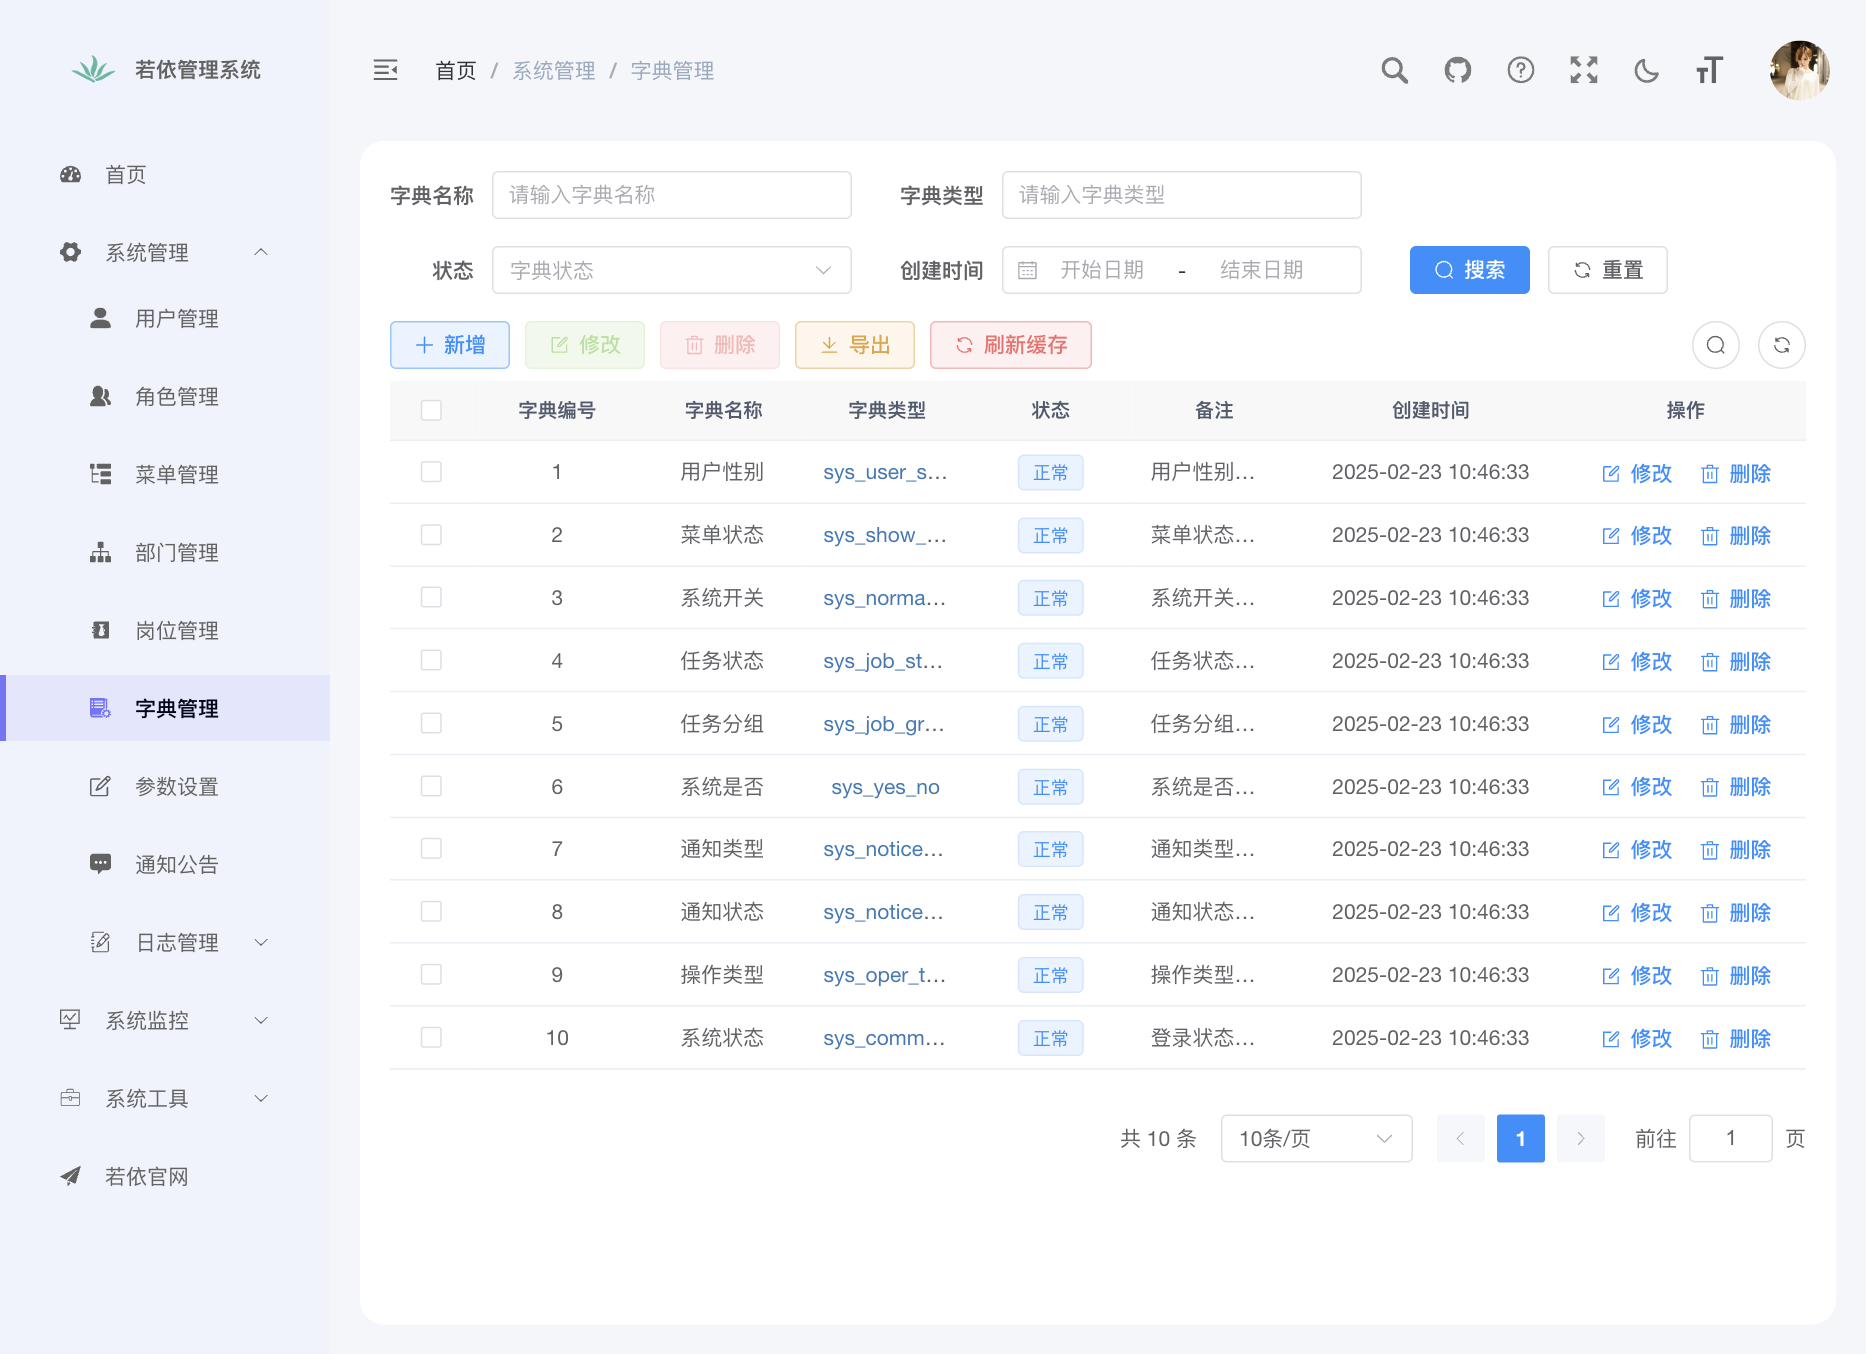 若依管理系统
首页 / 系统管理 / 字典管理
首页
系统管理
用户管理
角色管理
菜单管理
部门管理
岗位管理
字典管理
参数设置
通知公告
日志管理
系统监控
系统工具
若依官网
字典名称 请输入字典名称 字典类型 请输入字典类型
状态 字典状态 创建时间 开始日期 - 结束日期 搜索 重置
新增 修改 删除 导出 刷新缓存
字典编号 字典名称 字典类型 状态 备注 创建时间 操作
1 用户性别 sys_user_s... 正常 用户性别... 2025-02-23 10:46:33 修改 删除
2 菜单状态 sys_show_... 正常 菜单状态... 2025-02-23 10:46:33 修改 删除
3 系统开关 sys_norma... 正常 系统开关... 2025-02-23 10:46:33 修改 删除
4 任务状态 sys_job_st... 正常 任务状态... 2025-02-23 10:46:33 修改 删除
5 任务分组 sys_job_gr... 正常 任务分组... 2025-02-23 10:46:33 修改 删除
6 系统是否 sys_yes_no 正常 系统是否... 2025-02-23 10:46:33 修改 删除
7 通知类型 sys_notice... 正常 通知类型... 2025-02-23 10:46:33 修改 删除
8 通知状态 sys_notice... 正常 通知状态... 2025-02-23 10:46:33 修改 删除
9 操作类型 sys_oper_t... 正常 操作类型... 2025-02-23 10:46:33 修改 删除
10 系统状态 sys_comm... 正常 登录状态... 2025-02-23 10:46:33 修改 删除
共 10 条 10条/页 1 前往 1 页